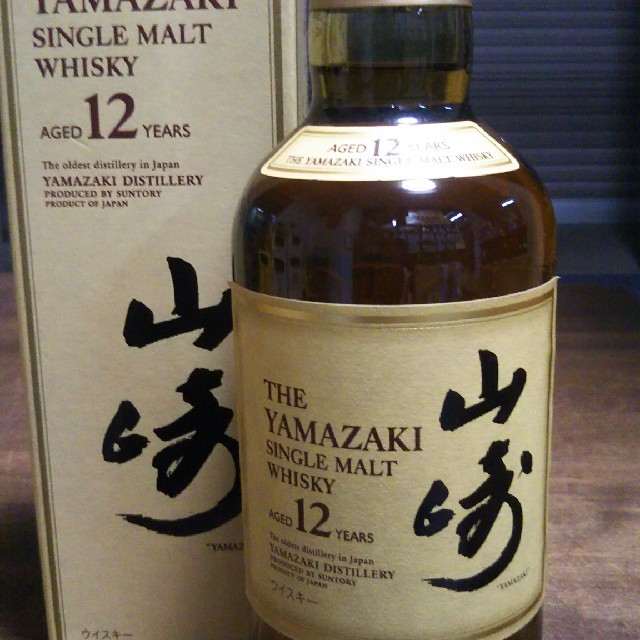 YAMAZAKI
SINGLE MALT
WHISKY
AGED 12 YEARS
The oldest distillery in Japan
YAMAZAKI DISTILLERY
PRODUCED BY SUNTORY
PRODUCT OF JAPAN
山崎
"YAMAZ
ウイスキー
AGED 12 YEARS
THE YAMAZAKI SINGLE MALT WHISKY
THE
YAMAZAKI
SINGLE MALT
WHISKY
AGED 12 YEARS
The oldest distillery in Japan
YAMAZAKI DISTILLERY
PRODUCED BY SUNTORY
PRODUCT OF JAPAN
ウイスキー
山崎
"YAMAZAKI"